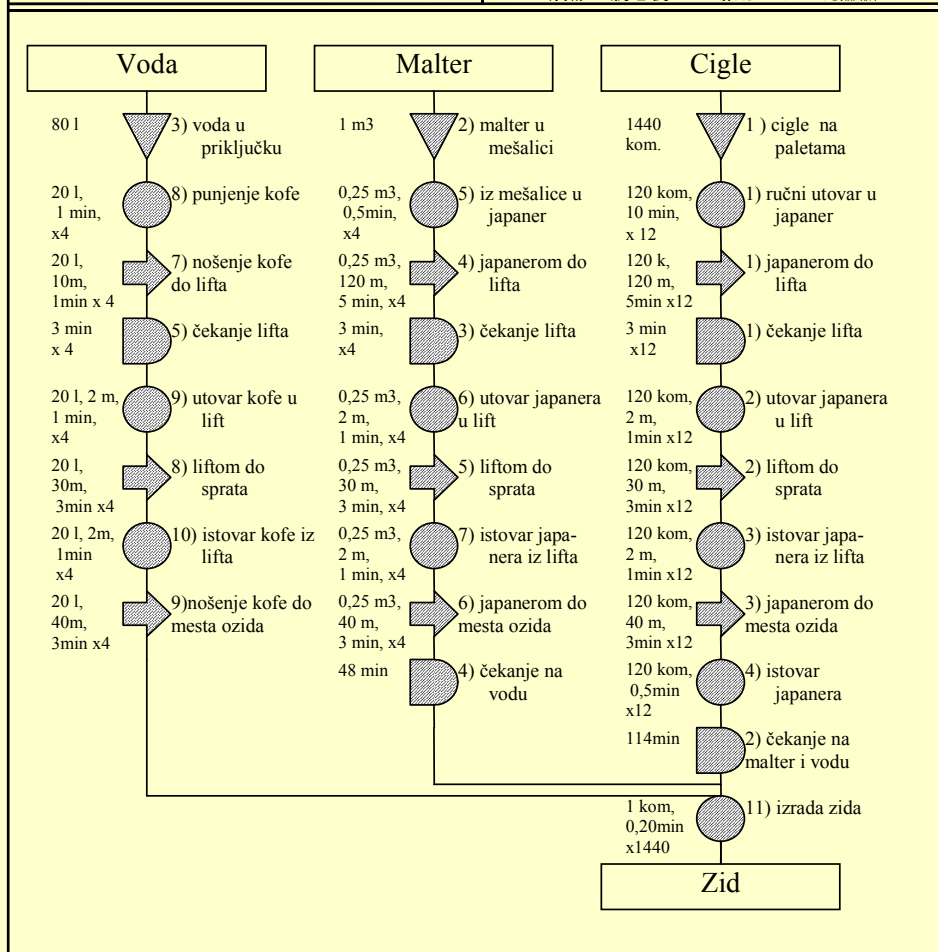 Voda
Malter
Cigle
80 l
3) voda u
priključku
20 l,
1 min,
x4
8) punjenje kofe
20 l,
10m,
1min x 4
7) nošenje kofe
do lifta
3 min
x 4
5) čekanje lifta
20 l, 2 m,
1 min,
x4
9) utovar kofe u
lift
20 l,
30m,
3min x4
8) liftom do
sprata
20 l, 2m,
1min
x4
10) istovar kofe iz
lifta
20 l,
40m,
3min x4
9)nošenje kofe do
mesta ozida
1 m3
2) malter u
mešalici
0,25 m3,
0,5min,
x4
5) iz mešalice u
japaner
0,25 m3,
120 m,
5 min, x4
4) japanerom do
lifta
3 min,
x4
3) čekanje lifta
0,25 m3,
2 m,
1 min, x4
6) utovar japanera
u lift
0,25 m3,
30 m,
3 min, x4
5) liftom do
sprata
0,25 m3,
2 m,
1 min, x4
7) istovar japa-
nera iz lifta
0,25 m3,
40 m,
3 min, x4
6) japanerom do
mesta ozida
48 min
4) čekanje na
vodu
1440
kom.
1 ) cigle na
paletama
120 kom,
10 min,
x 12
1) ručni utovar u
japaner
120 k,
120 m,
5min x12
1) japanerom do
lifta
3 min
x12
1) čekanje lifta
120 kom,
2 m,
1min x12
2) utovar japanera
u lift
120 kom,
30 m,
3min x12
2) liftom do
sprata
120 kom,
2 m,
1min x12
3) istovar japa-
nera iz lifta
120 kom,
40 m,
3min x12
3) japanerom do
mesta ozida
120 kom,
0,5min
x12
4) istovar
japanera
114min
2) čekanje na
malter i vodu
1 kom,
0,20min
x1440
11) izrada zida
Zid